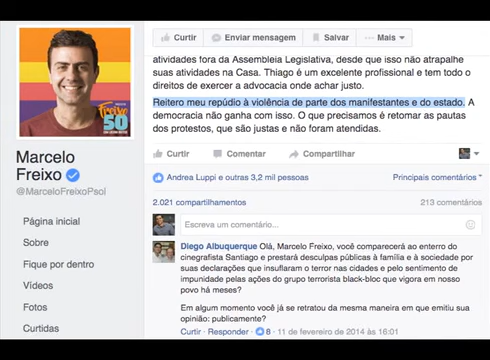 Curtir Enviar mensagem Salvar Mais
atividades fora da Assembleia Legislativa, desde que isso não atrapalhe
suas atividades na Casa. Thiago é um excelente profissional e tem todo o
direitos de exercer a advocacia onde achar justo.
Reitero meu repúdio à violência de parte dos manifestantes e do estado. A
democracia não ganha com isso. O que precisamos é retomar as pautas
dos protestos, que são justas e não foram atendidas.
Curtir Comentar Compartilhar
Andrea Luppi e outras 3,2 mil pessoas Principais comentários
2.021 compartilhamentos 213 comentários
Escreva um comentário...
Diego Albuquerque Olá, Marcelo Freixo, você comparecerá ao enterro do
cinegrafista Santiago e prestará desculpas públicas à família e à sociedade por
suas declarações que insuflaram o terror nas cidades e pelo sentimento de
impunidade pelas ações do grupo terrorista black-bloc que vigora em nosso
povo há meses?
Em algum momento você já se retratou da mesma maneira em que emitiu sua
opinião: publicamente?
Curtir · Responder · 8 · 11 de fevereiro de 2014 às 16:01
Freixo
50
Marcelo
Freixo
@MarceloFreixoPsol
Página inicial
Sobre
Fique por dentro
Vídeos
Fotos
Curtidas